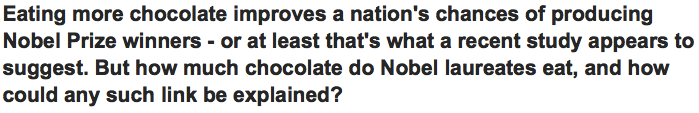 Eating more chocolate improves a nation's chances of producing
Nobel Prize winners - or at least that's what a recent study appears to
suggest. But how much chocolate do Nobel laureates eat, and how
could any such link be explained?